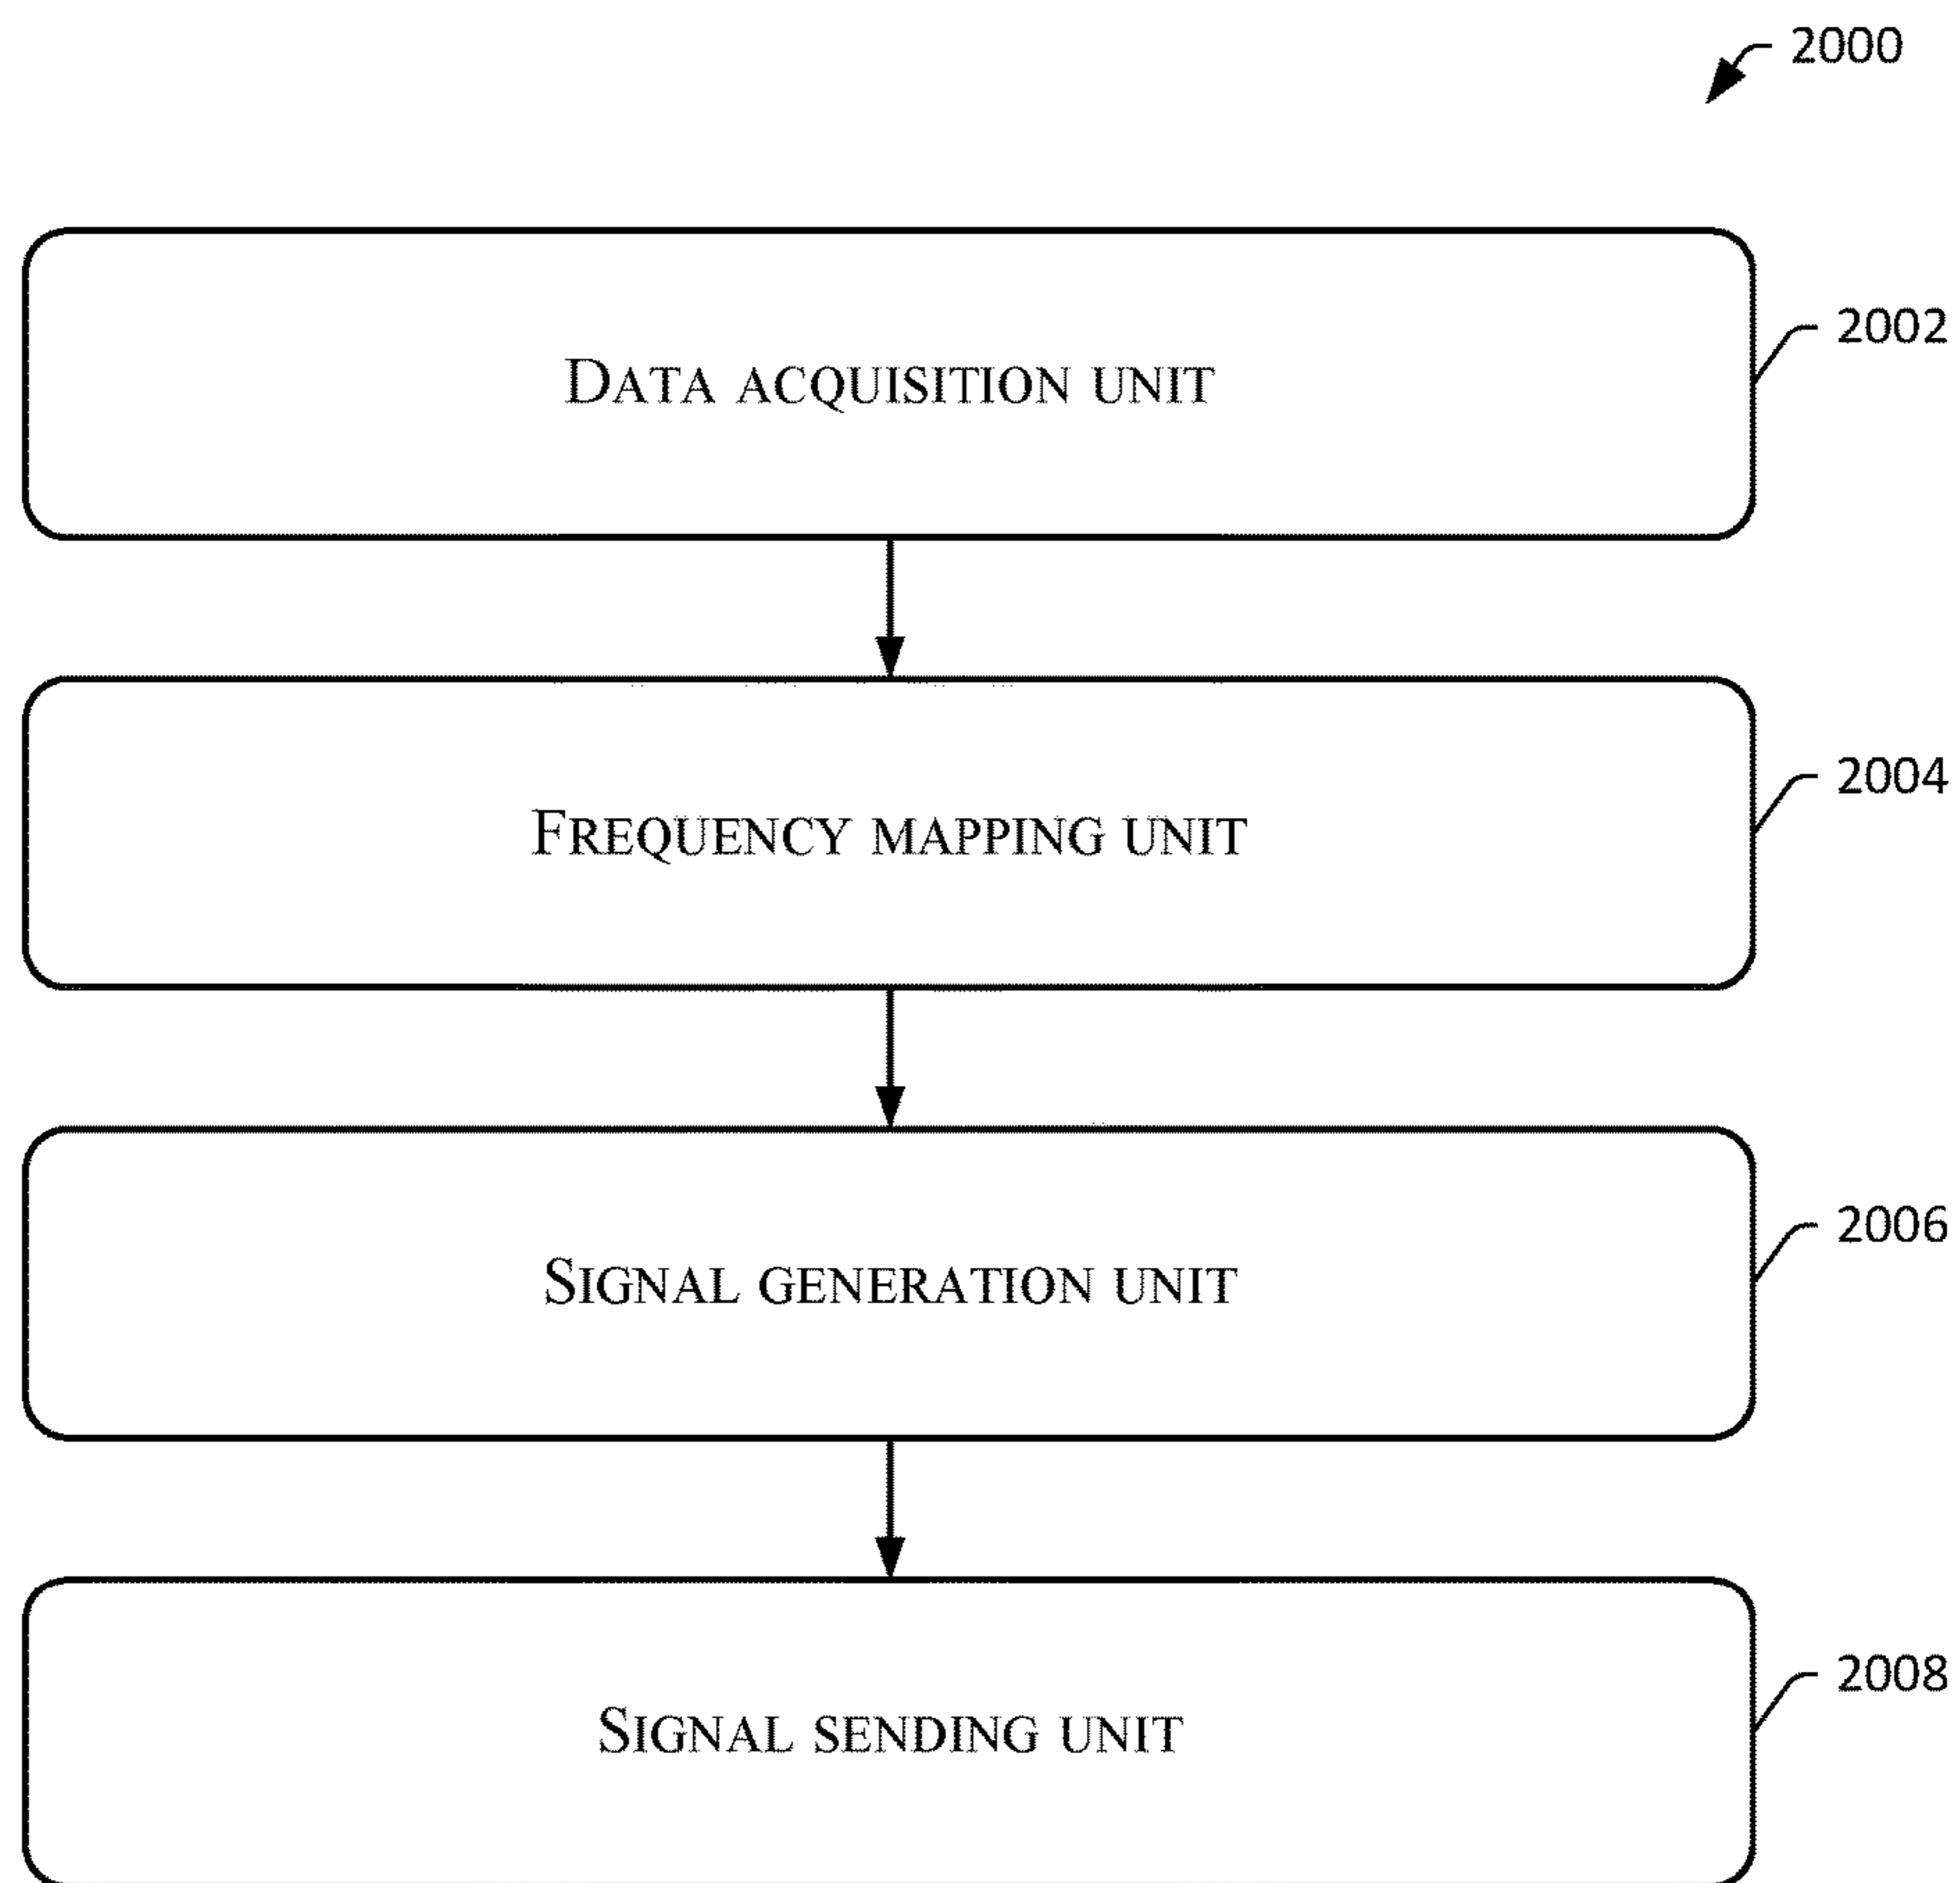 2000
DATA ACQUISITION UNIT
2002
FREQUENCY MAPPING UNIT
2004
SIGNAL GENERATION UNIT
2006
SIGNAL SENDING UNIT
2008